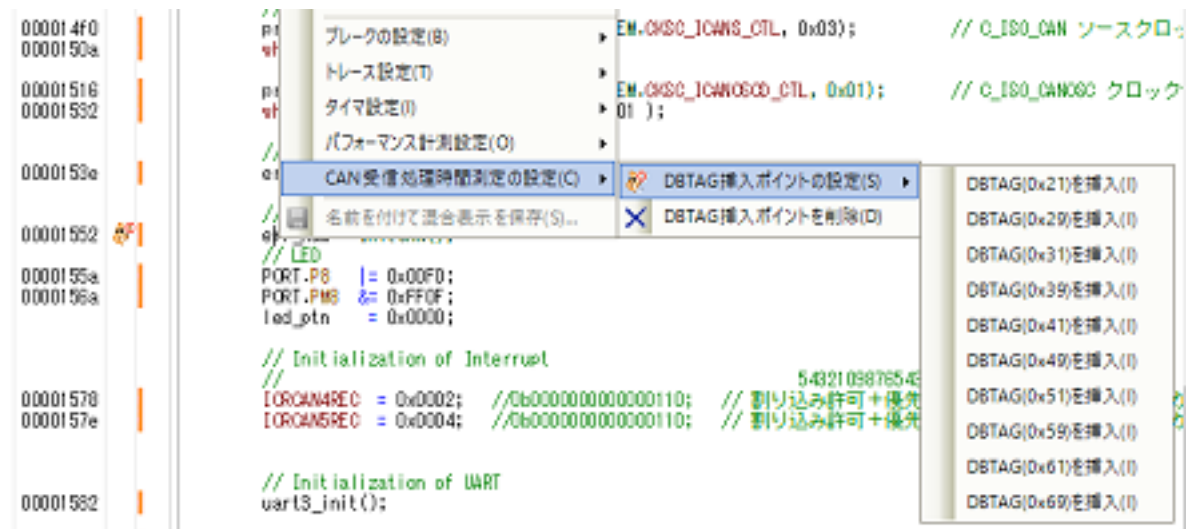 000014f0 pr EM.CKSC_ICANS_CTL, 0x03); // C_ISO_CAN ソースクロッ
0000150a wh
00001516 pr EM.CKSC_ICANOSCD_CTL, 0x01); // C_ISO_CANOSC クロック
00001532 wh 01 );
//
0000153e er
//
00001552
// LED
0000155a PORT.P8 |= 0x00F0;
0000156a PORT.PM8 &= 0xFF0F;
led_ptn = 0x0000;
// Initialization of Interrupt
// 5432109876543
00001578 ICRCAN4REC = 0x0002; //0b0000000000000110; // 割り込み許可+優先
0000157e ICRCAN5REC = 0x0004; //0b0000000000000110; // 割り込み許可+優先
// Initialization of UART
00001582 uart3_init();
ブレークの設定(B)
トレース設定(T)
タイマ設定(I)
パフォーマンス計測設定(O)
CAN受信処理時間測定の設定(C)
名前を付けて混合表示を保存(S)...
DBTAG挿入ポイントの設定(S)
DBTAG挿入ポイントを削除(D)
DBTAG(0x21)を挿入(I)
DBTAG(0x29)を挿入(I)
DBTAG(0x31)を挿入(I)
DBTAG(0x39)を挿入(I)
DBTAG(0x41)を挿入(I)
DBTAG(0x49)を挿入(I)
DBTAG(0x51)を挿入(I)
DBTAG(0x59)を挿入(I)
DBTAG(0x61)を挿入(I)
DBTAG(0x69)を挿入(I)